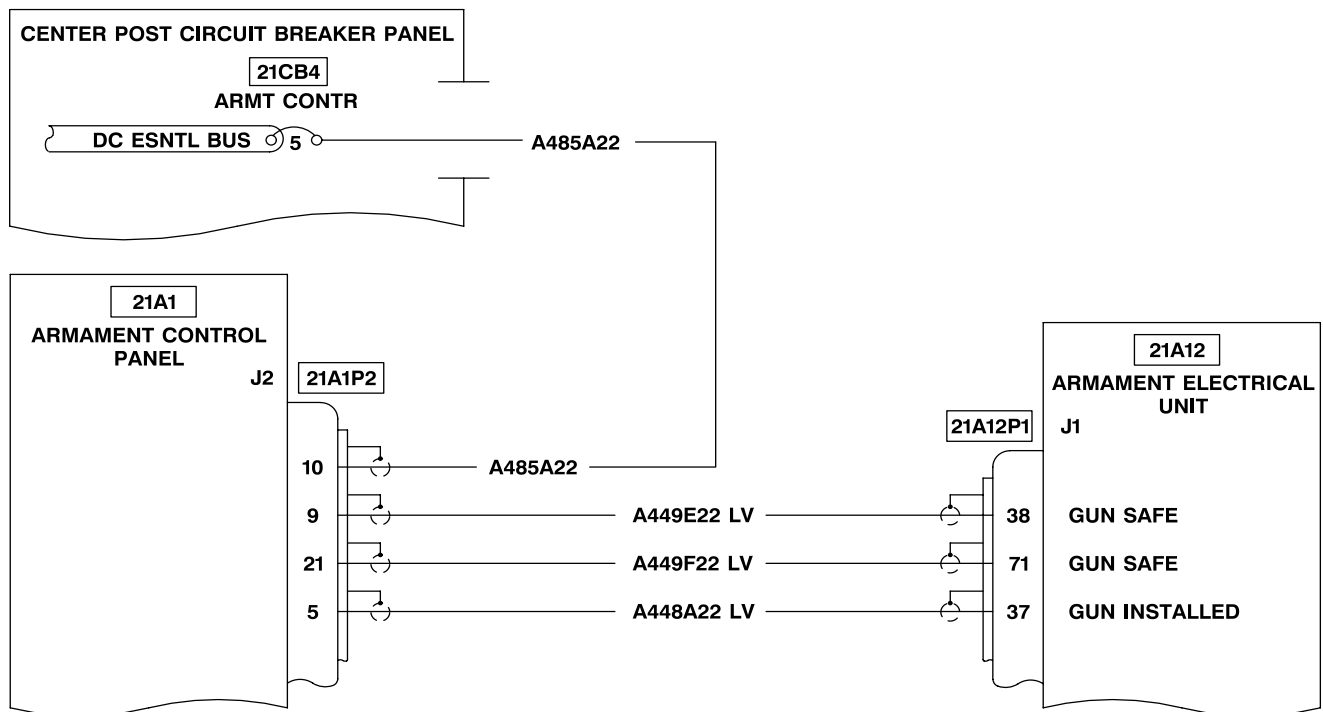 CENTER POST CIRCUIT BREAKER PANEL
21CB4
ARMT CONTR
DC ESNTL BUS 5 A485A22
21A1
ARMAMENT CONTROL
PANEL
J2 21A1P2
21A12
ARMAMENT ELECTRICAL
UNIT
21A12P1 J1
10 A485A22
9 A449E22 LV 38 GUN SAFE
21 A449F22 LV 71 GUN SAFE
5 A448A22 LV 37 GUN INSTALLED